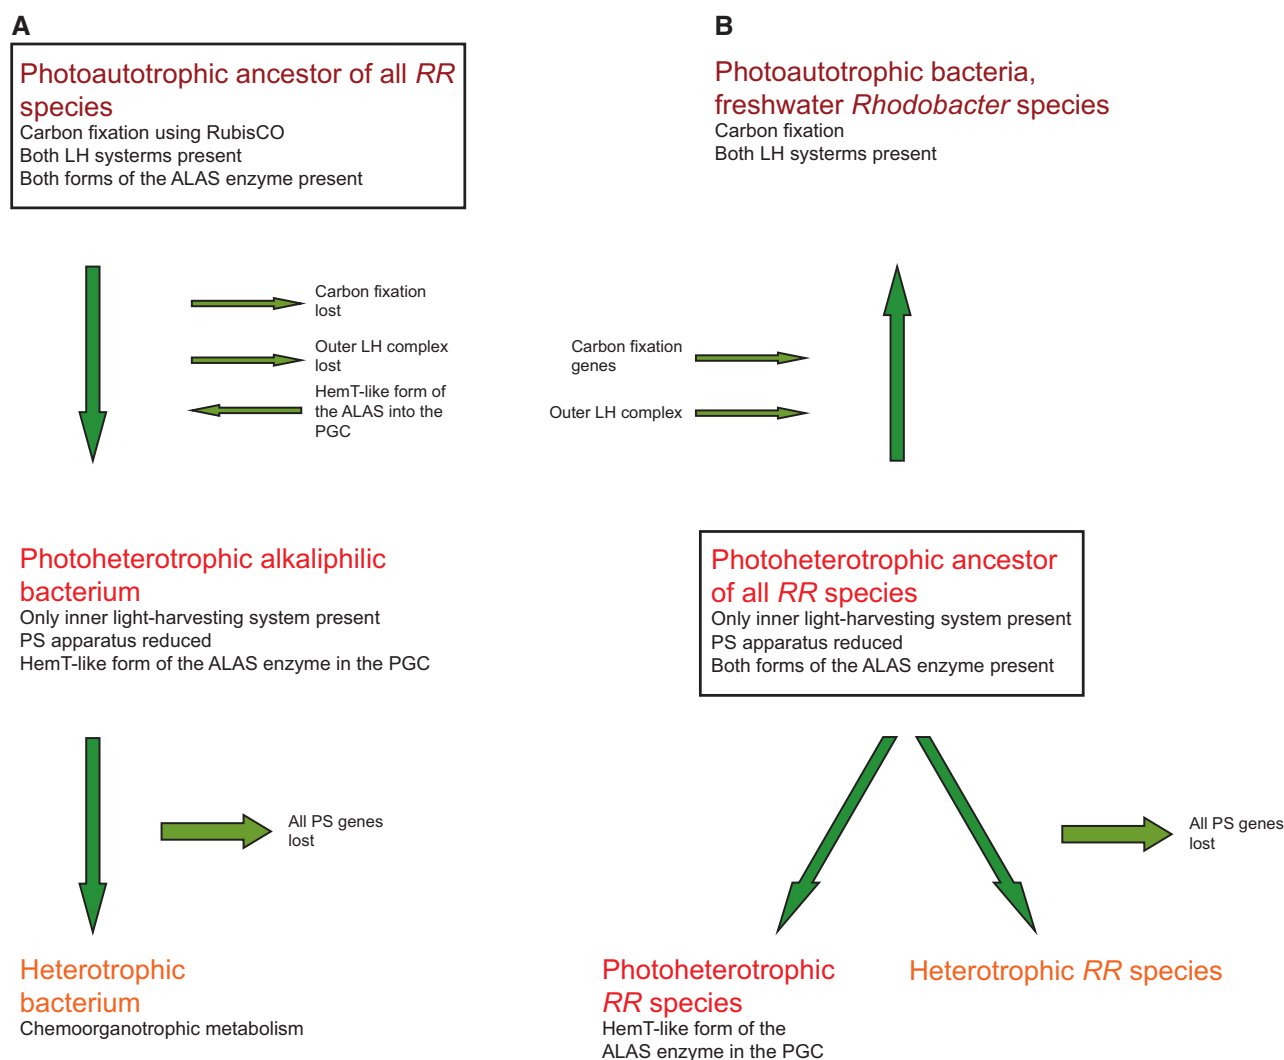 A
Photoautotrophic ancestor of all RR
species
Carbon fixation using RubisCO
Both LH systerms present
Both forms of the ALAS enzyme present
Carbon fixation
lost
Outer LH complex
lost
HemT-like form of
the ALAS into the
PGC
Photoheterotrophic alkaliphilic
bacterium
Only inner light-harvesting system present
PS apparatus reduced
HemT-like form of the ALAS enzyme in the PGC
All PS genes
lost
Heterotrophic
bacterium
Chemoorganotrophic metabolism
B
Photoautotrophic bacteria,
freshwater Rhodobacter species
Carbon fixation
Both LH systerms present
Carbon fixation
genes
Outer LH complex
Photoheterotrophic ancestor
of all RR species
Only inner light-harvesting system present
PS apparatus reduced
Both forms of the ALAS enzyme present
All PS genes
lost
Photoheterotrophic
RR species
HemT-like form of the
ALAS enzyme in the PGC
Heterotrophic RR species